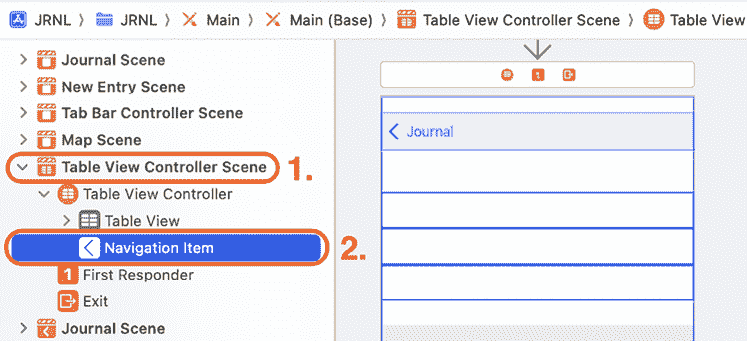 JRNL > JRNL > Main > Main (Base) > Table View Controller Scene > Table View
Journal Scene
New Entry Scene
Tab Bar Controller Scene
Map Scene
Table View Controller Scene 1.
Table View Controller
Table View
Navigation Item 2.
1 First Responder
Exit
Journal Scene
1
Journal